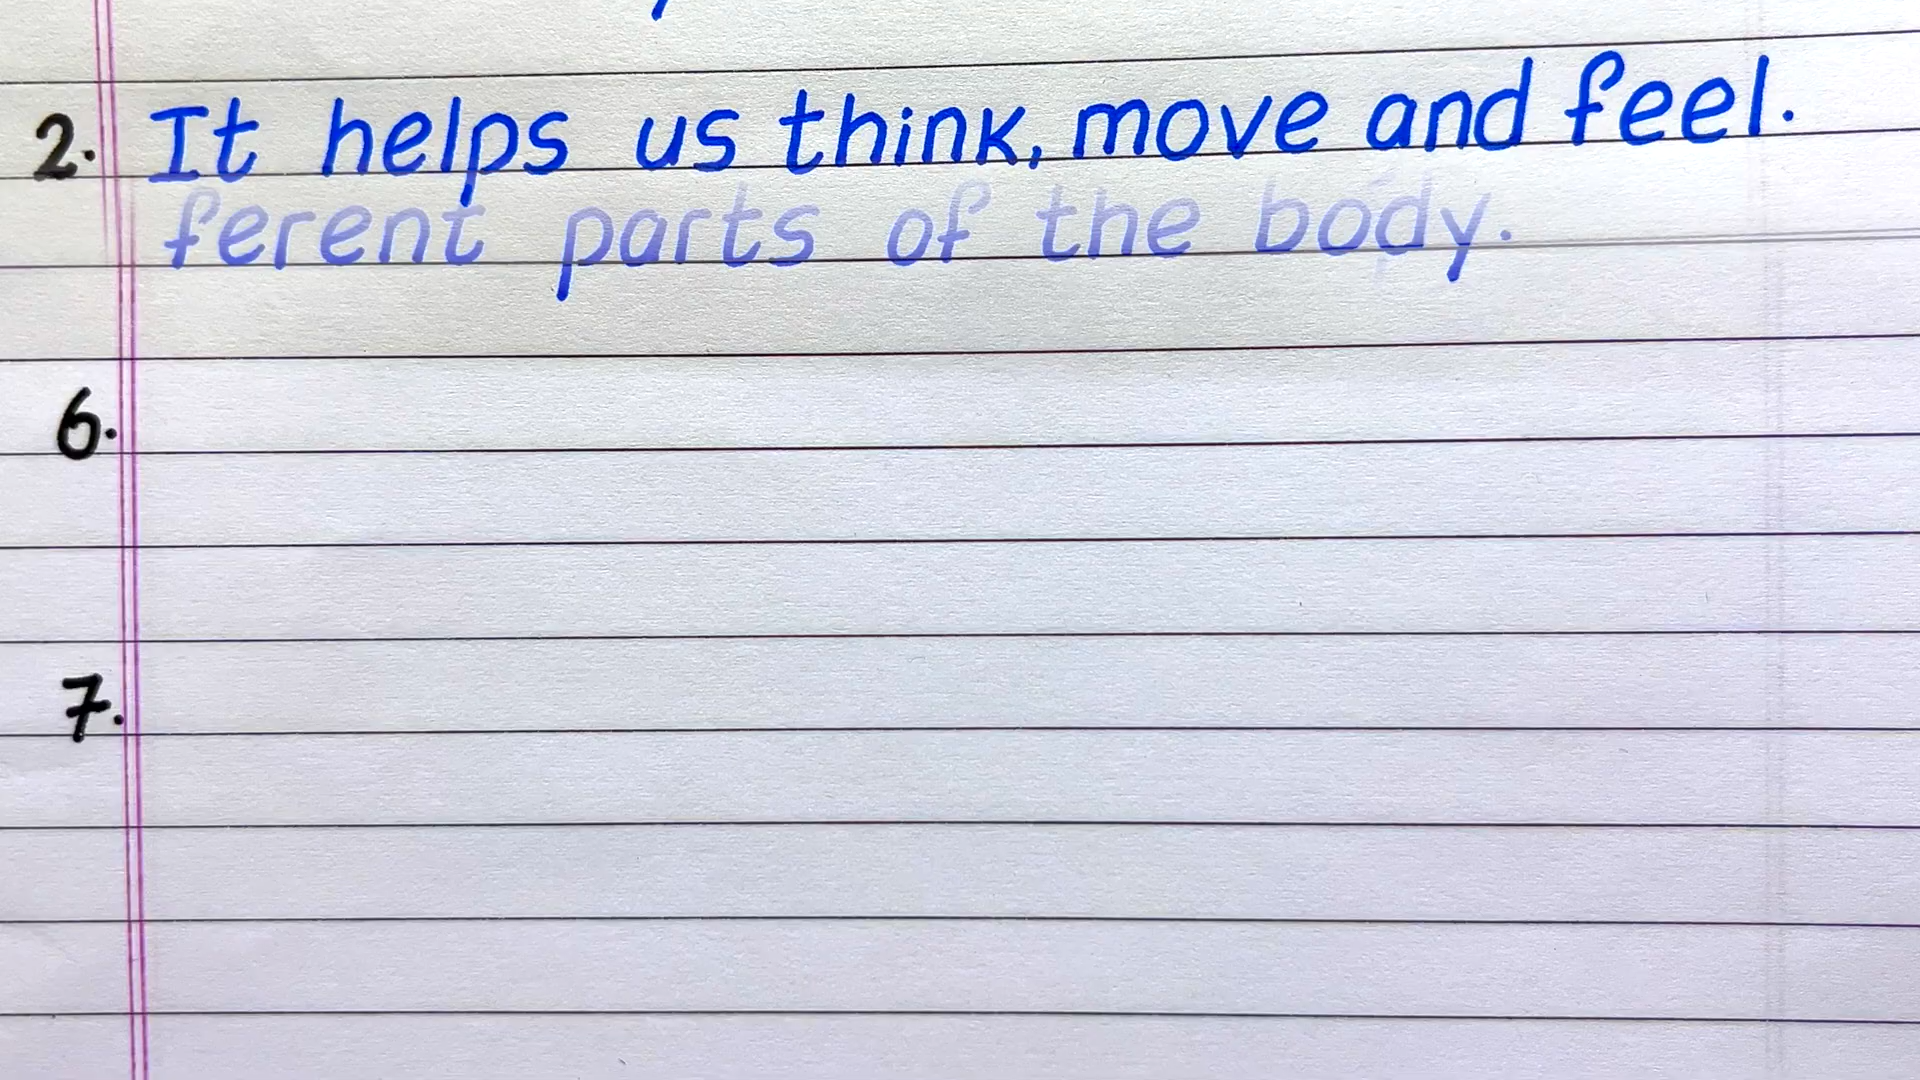 2. It helps us think, move and feel.
ferent parts of the body.
6.
7.